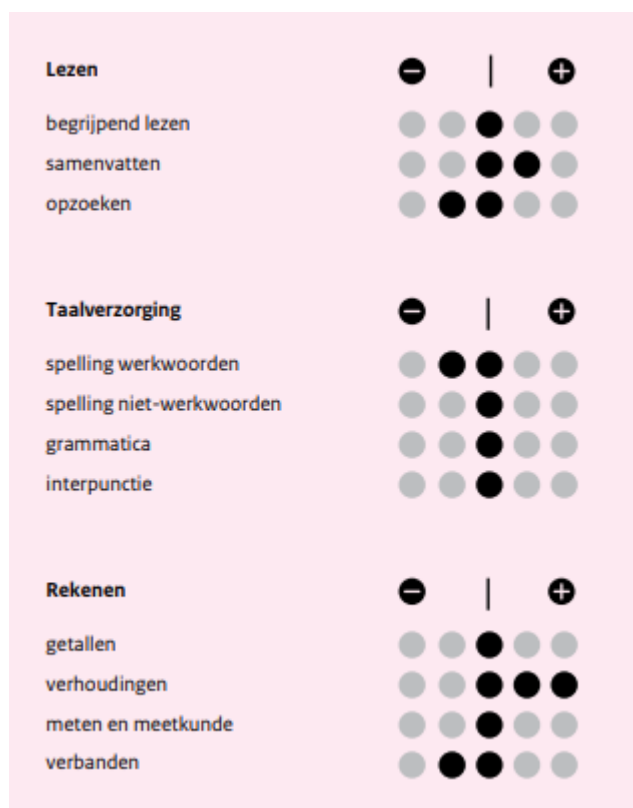 Lezen
begrijpend lezen
samenvatten
opzoeken
Taalverzorging
spelling werkwoorden
spelling niet-werkwoorden
grammatica
interpunctie
Rekenen
getallen
verhoudingen
meten en meetkunde
verbanden